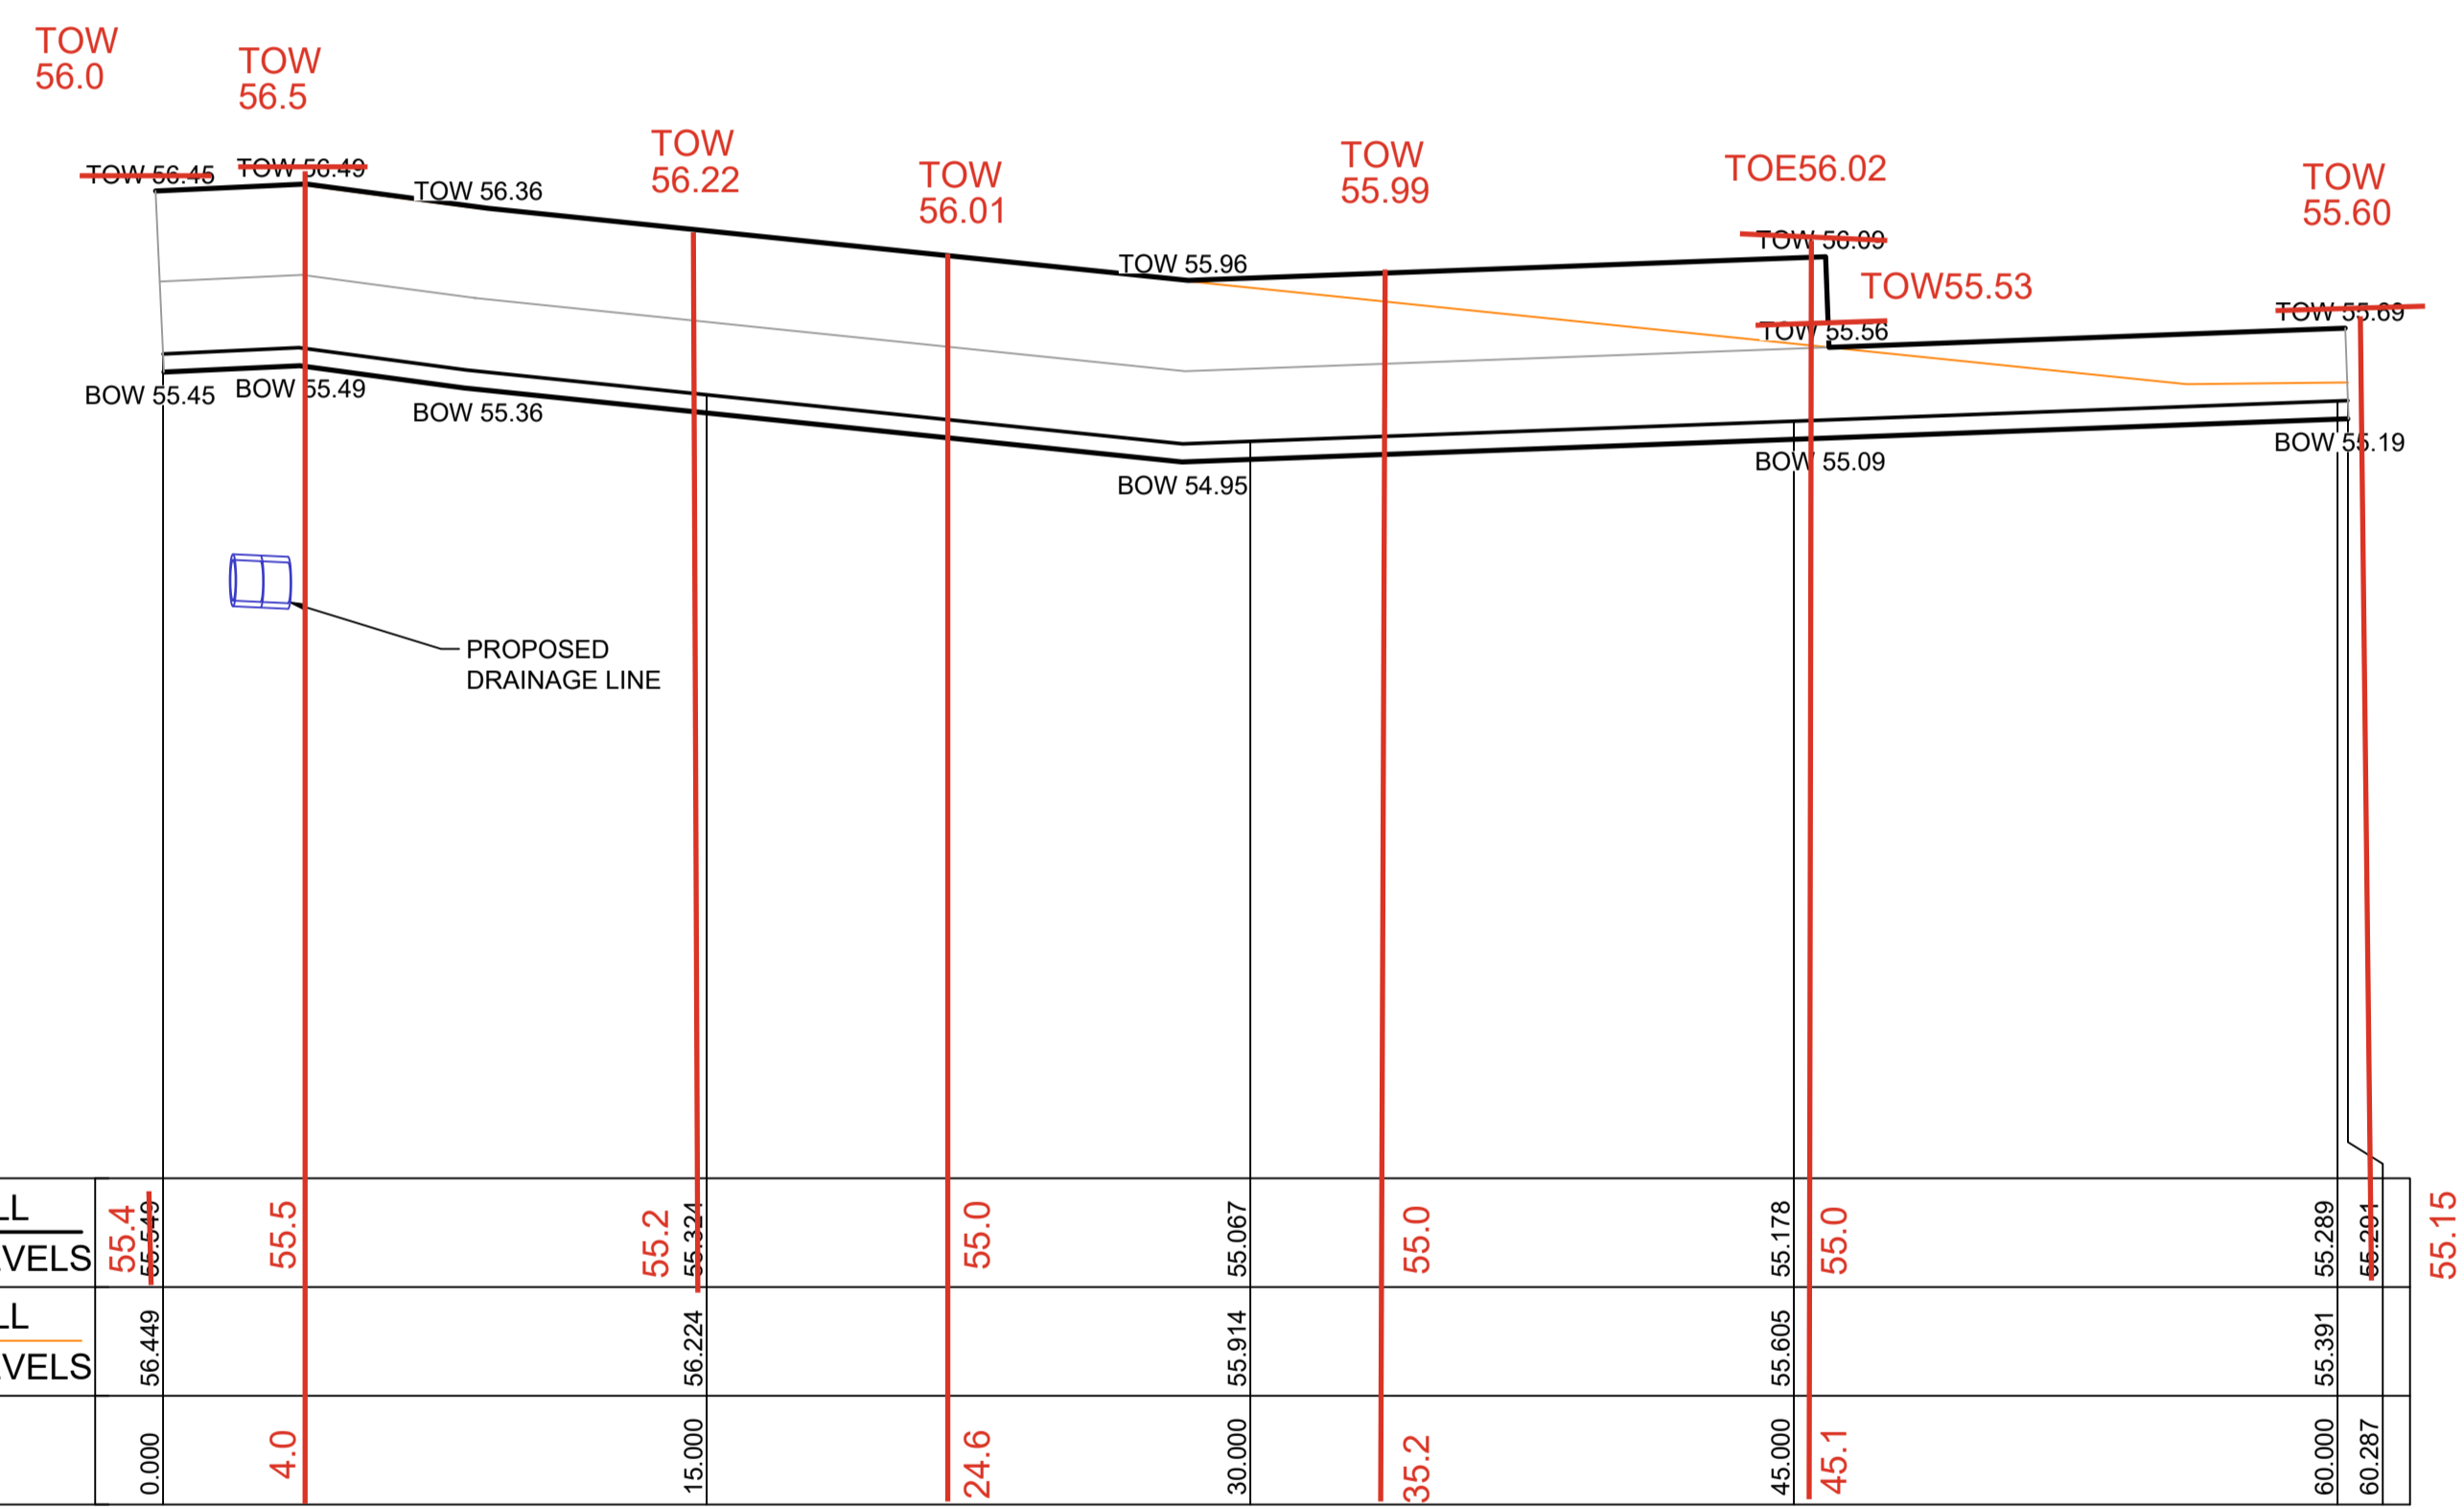 TOW
56.0
TOW
56.5
TOW
56.22
TOW
56.01
TOW
55.99
TOE56.02
TOW
55.60
TOW 56.45
TOW 56.49
TOW 56.36
TOW 55.96
TOW 56.09
TOW55.53
TOW 55.56
TOW 55.69
BOW 55.45
BOW 55.49
BOW 55.36
BOW 54.95
BOW 55.09
BOW 55.19
PROPOSED
DRAINAGE LINE
LL
VELS
55.4
55.549
55.5
55.2
55.324
55.0
55.067
55.0
55.178
55.0
55.289
55.291
55.15
LL
VELS
56.449
56.224
55.914
55.605
55.391
0.000
4.0
15.000
24.6
30.000
35.2
45.000
45.1
60.000
60.287